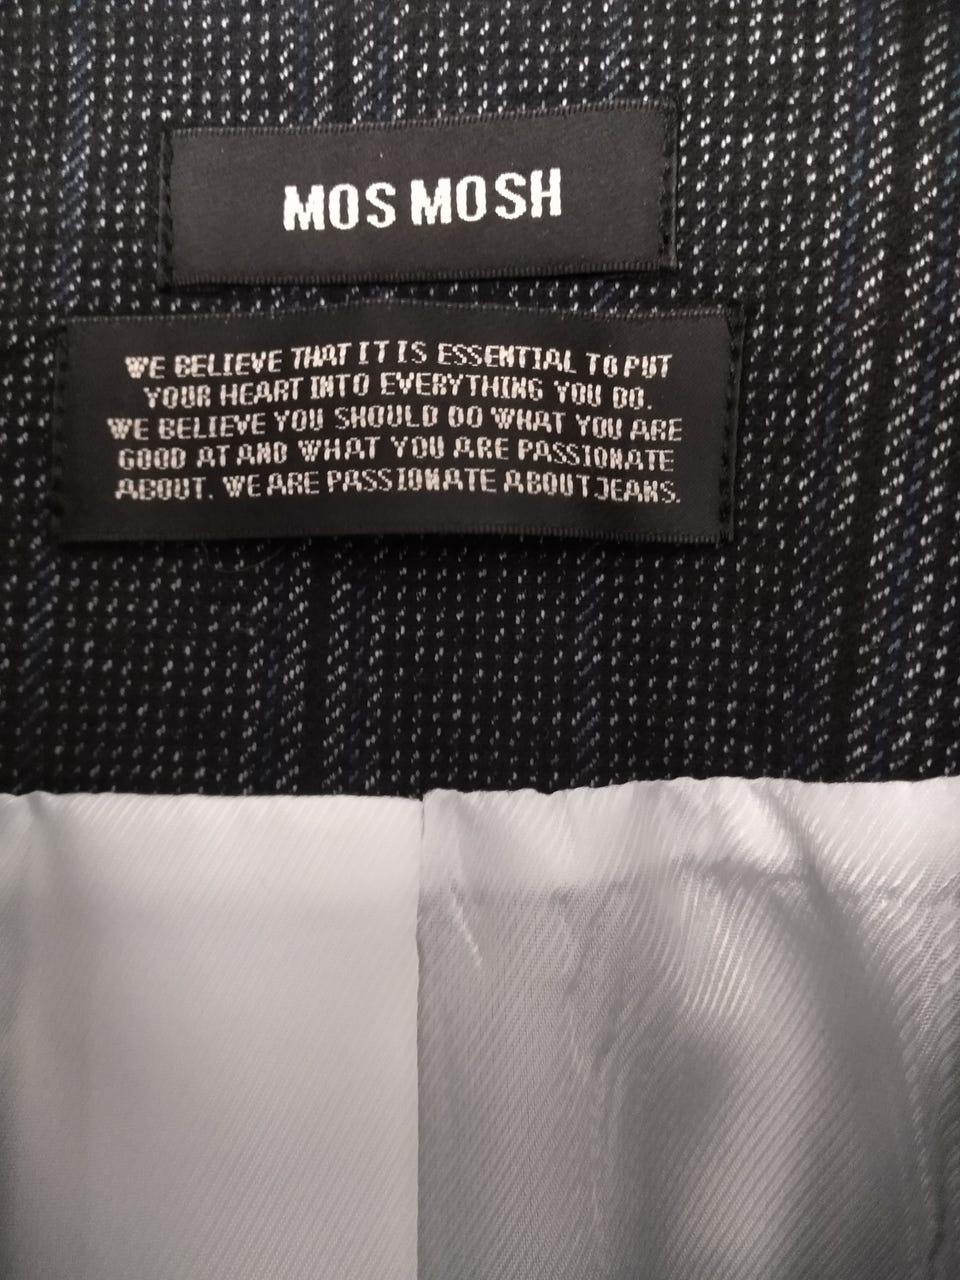 MOS MOSH
WE BELIEVE THAT IT IS ESSENTIAL TO PUT
YOUR HEART INTO EVERYTHING YOU DO.
WE BELIEVE YOU SHOULD DO WHAT YOU ARE
GOOD AT AND WHAT YOU ARE PASSIONATE
ABOUT. WE ARE PASSIONATE ABOUT JEANS.